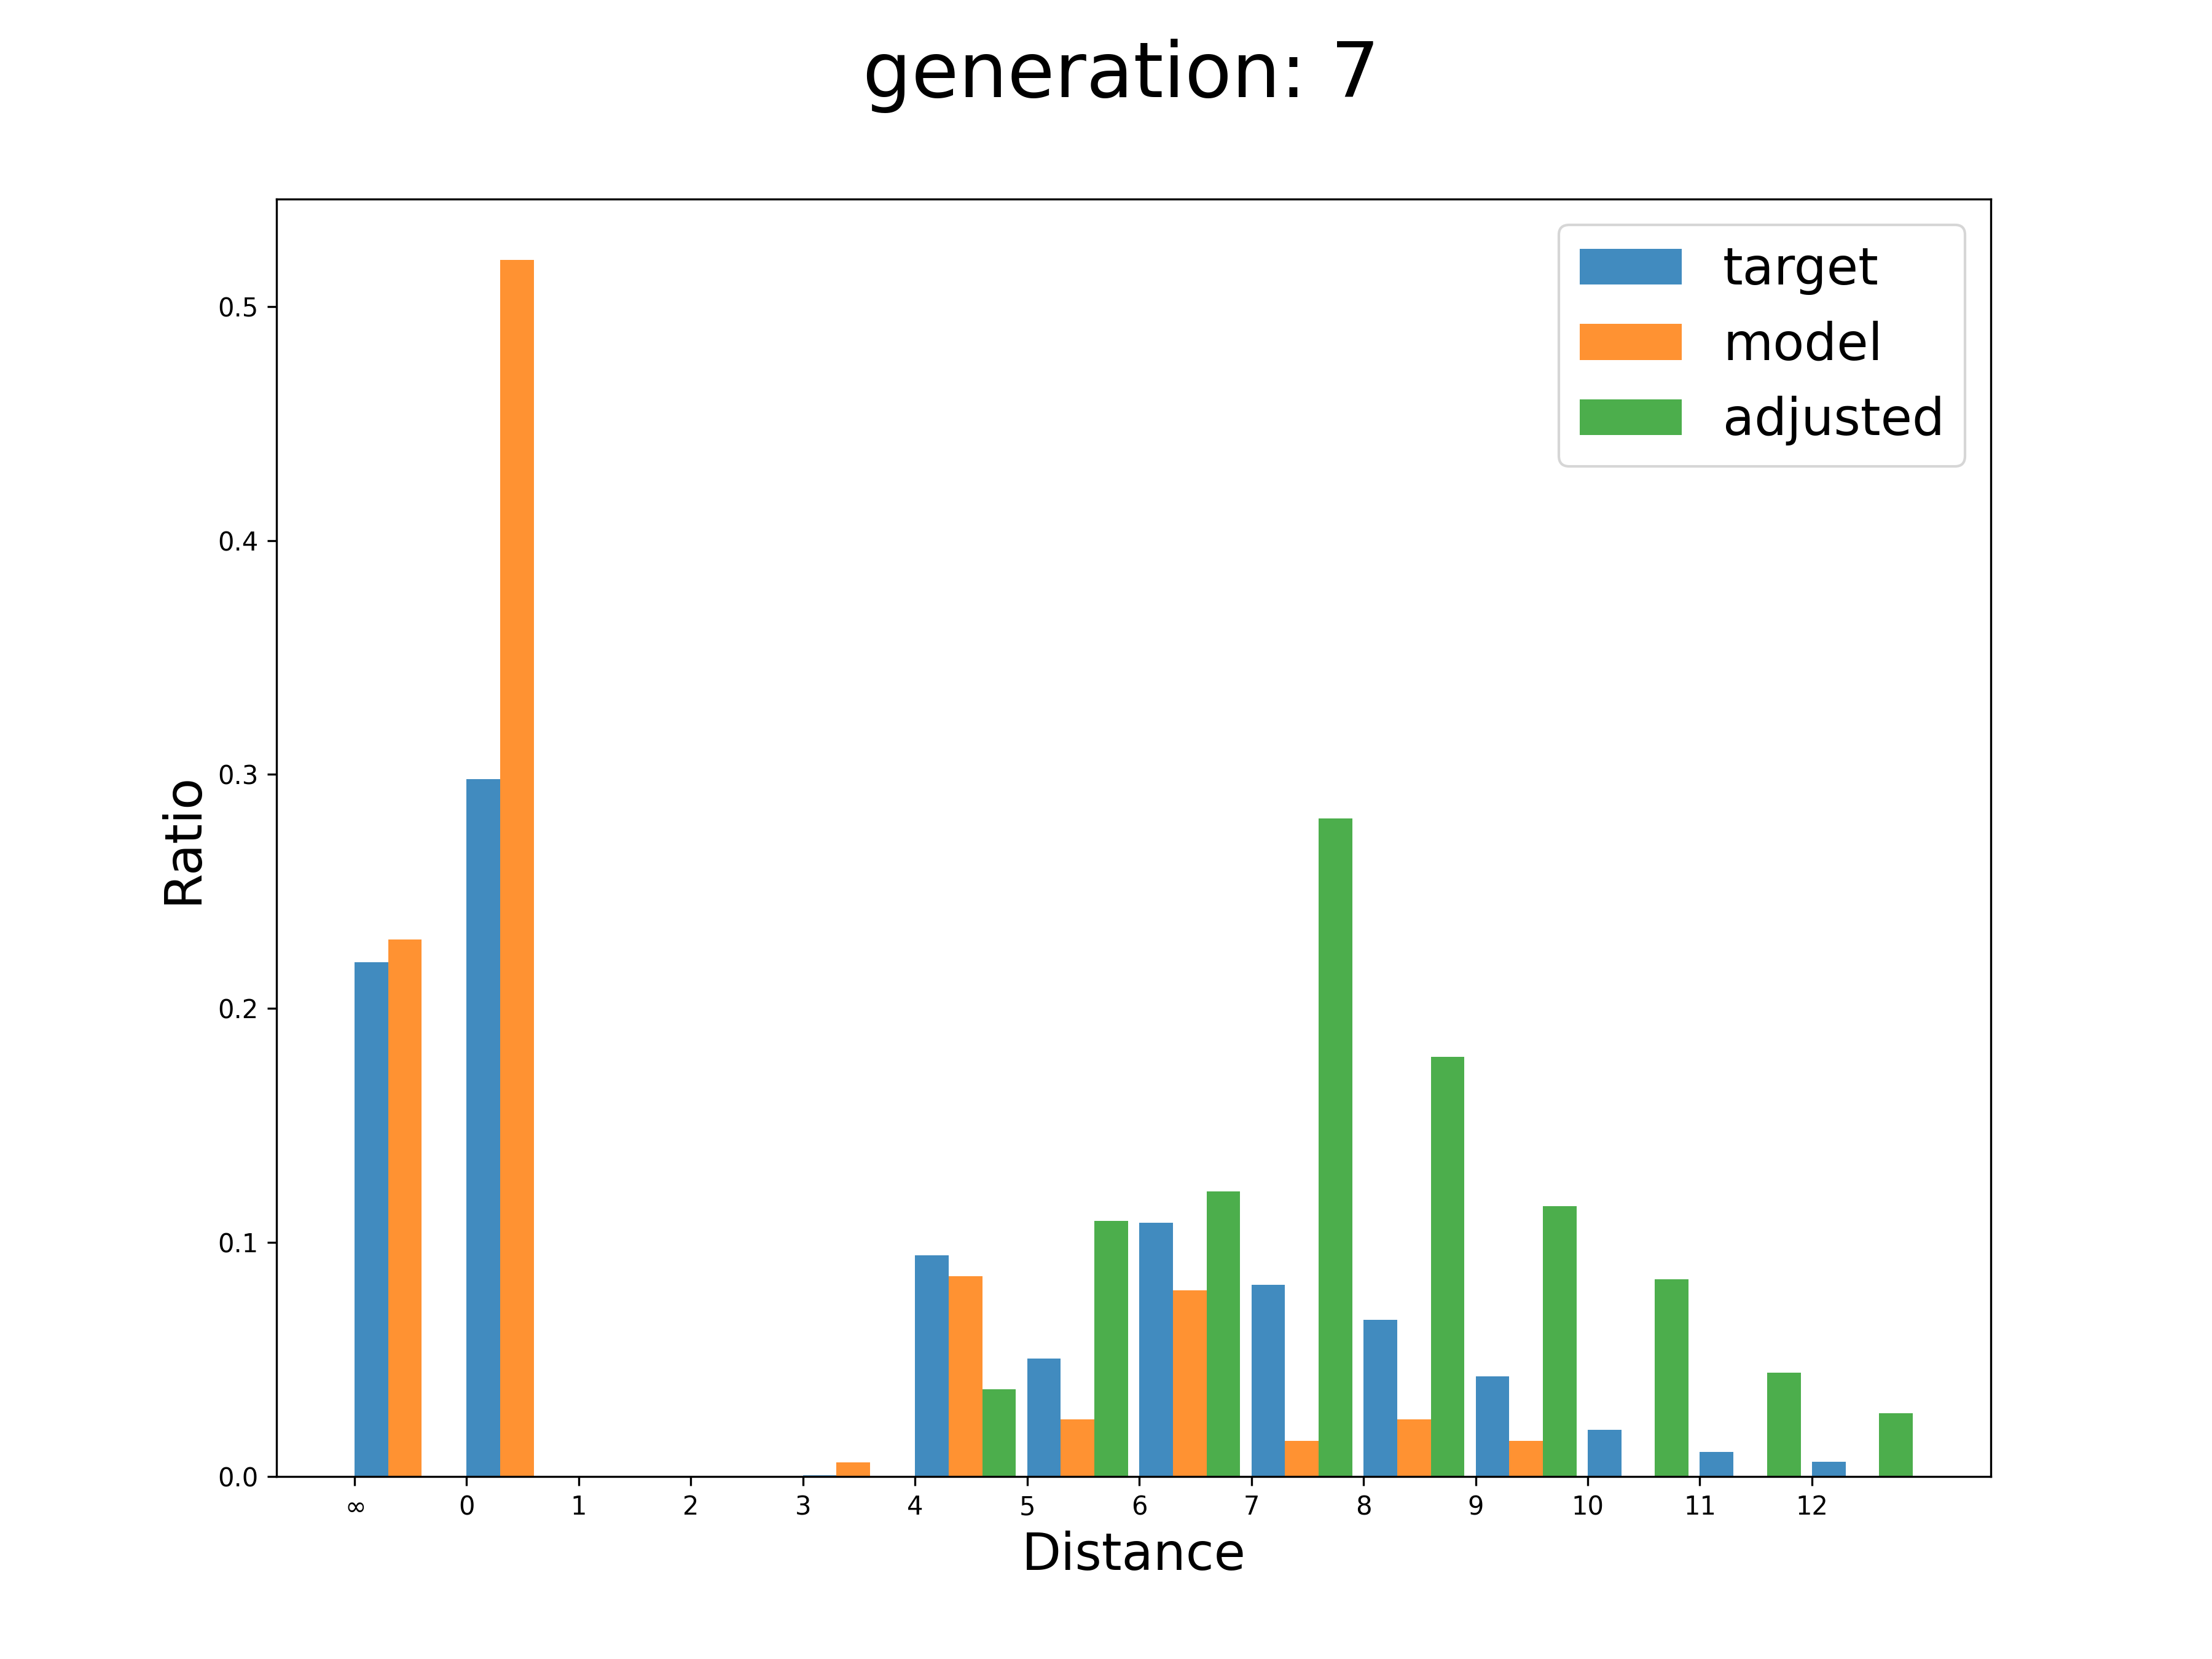 generation: 7
target
model
adjusted
Ratio
0.5
0.4
0.3
0.2
0.1
0.0
∞ 0 1 2 3 4 5 6 7 8 9 10 11 12
Distance